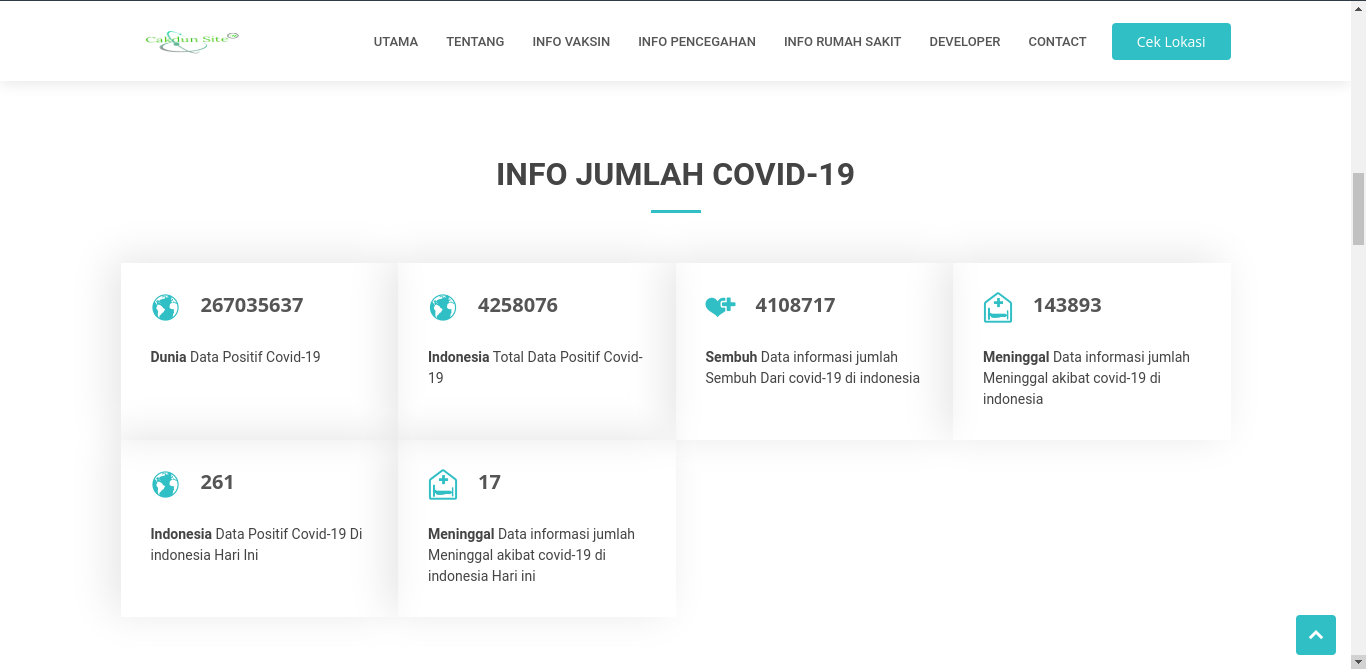 Cakdun Site
UTAMA TENTANG INFO VAKSIN INFO PENCEGAHAN INFO RUMAH SAKIT DEVELOPER CONTACT Cek Lokasi
INFO JUMLAH COVID-19
267035637
Dunia Data Positif Covid-19
4258076
Indonesia Total Data Positif Covid-
19
4108717
Sembuh Data informasi jumlah
Sembuh Dari covid-19 di indonesia
143893
Meninggal Data informasi jumlah
Meninggal akibat covid-19 di
indonesia
261
Indonesia Data Positif Covid-19 Di
indonesia Hari Ini
17
Meninggal Data informasi jumlah
Meninggal akibat covid-19 di
indonesia Hari ini